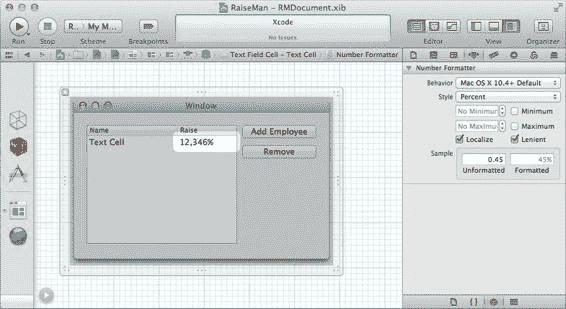 RaiseMan – RMDocument.xib
Run
Stop
R... › My M...
Scheme
Breakpoints
Xcode
No Issues
Editor
View
Organizer
Text Field Cell – Text Cell
Number Formatter
Number Formatter
Behavior
Mac OS X 10.4+ Default
Style
Percent
No Minimum
Minimum
No Maximum
Maximum
Localize
Lenient
Sample
0.45
45%
Unformatted
Formatted
Window
Name
Raise
Text Cell
12,346%
Add Employee
Remove